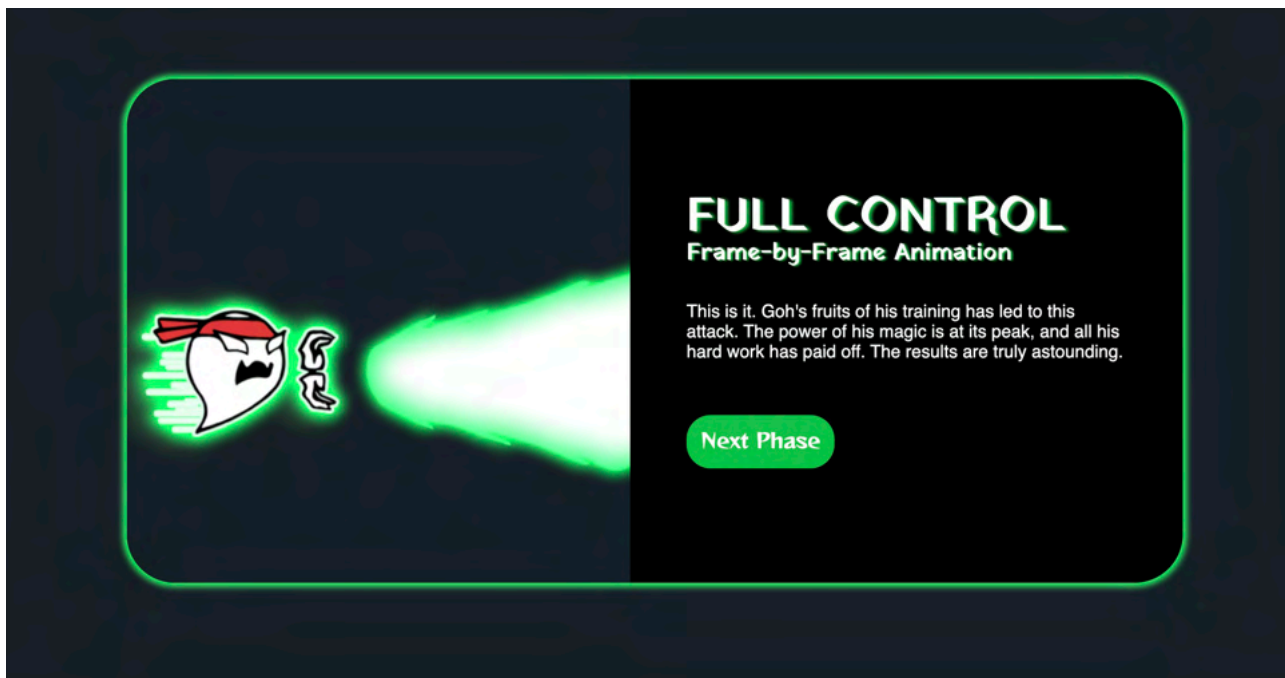 FULL CONTROL
Frame-by-Frame Animation
This is it. Goh's fruits of his training has led to this
attack. The power of his magic is at its peak, and all his
hard work has paid off. The results are truly astounding.
Next Phase